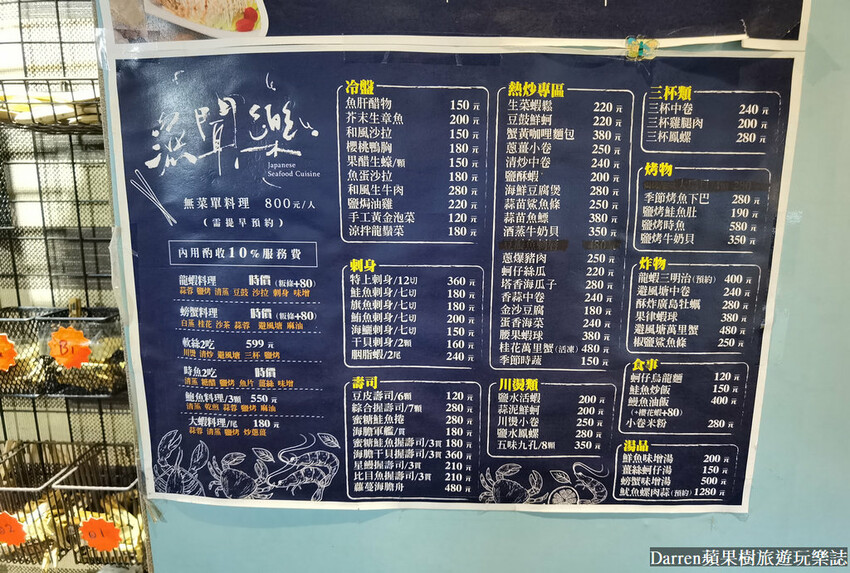 漁聞樂
Japanese
Seafood Cuisine
無菜單料理 800元/人
(需提早預約)
內用酌收10%服務費
龍蝦料理 時價 (粄條+80)
蒜蓉 鹽烤 清蒸 豆鼓 沙拉 刺身 味增
螃蟹料理 時價 (粄條+80)
白蒸 桂花 沙茶 蒜蓉 避風塘 麻油
軟絲2吃 599元
川燙 清炒 避風塘 三杯 鹽烤
時魚2吃 時價
清蒸 糖醋 鹽烤 魚片 薑絲 味增
鮑魚料理/3顆 550元
清蒸 乾煎 蒜蓉 鹽烤 麻油
大蝦料理/尾 180元
蒜蓉 清蒸 鹽烤 炒蔥薑
冷盤
魚肝醋物 150元
芥末生章魚 200元
和風沙拉 150元
櫻桃鴨胸 180元
果醋生蠔/顆 150元
魚蛋沙拉 180元
和風生牛肉 280元
鹽焗油雞 220元
手工黃金泡菜 120元
涼拌龍鬚菜 180元
刺身
特上刺身/12切 360元
鮭魚刺身/七切 180元
旗魚刺身/七切 180元
鮪魚刺身/七切 200元
海鱺刺身/七切 150元
干貝刺身/2顆 160元
胭脂蝦/2尾 240元
壽司
豆皮壽司/6顆 120元
綜合握壽司/7顆 280元
蜜糖鮭魚捲 280元
海膽軍艦/貫 180元
蜜糖鮭魚握壽司/3貫 180元
海膽干貝握壽司/3貫 360元
星鰻握壽司/3貫 210元
比目魚握壽司/3貫 210元
蘿蔓海膽舟 480元
熱炒專區
生菜蝦鬆 220元
豆鼓鮮蚵 220元
蟹黃咖哩麵包 380元
蔥薑小卷 250元
清炒中卷 240元
鹽酥蝦 200元
海鮮豆腐煲 280元
蒜苗鯊魚條 250元
蒜苗魚鰾 380元
酒蒸牛奶貝 350元
蔥爆豬肉 250元
蚵仔絲瓜 220元
塔香海瓜子 280元
香蒜中卷 240元
金沙豆腐 180元
蛋香海菜 240元
腰果蝦球 380元
桂花萬里蟹(活凍) 480元
季節時蔬 150元
川燙類
鹽水活蝦 200元
蒜泥鮮蚵 200元
川燙小卷 250元
鹽水鳳螺 280元
五味九孔/8顆 350元
三杯類
三杯中卷 240元
三杯雞腿肉 200元
三杯鳳螺 280元
烤物
季節烤魚下巴 280元
鹽烤鮭魚肚 190元
鹽烤時魚 580元
鹽烤牛奶貝 350元
炸物
龍蝦三明治(預約) 400元
避風塘中卷 240元
酥炸廣島牡蠣 280元
果律蝦球 380元
避風塘萬里蟹 480元
椒鹽鯊魚條 250元
食事
蚵仔烏龍麵 120元
鮭魚炒飯 150元
鰻魚油飯 400元
(+櫻花蝦+80)
小卷米粉 280元
湯品
鮮魚味增湯 200元
薑絲蚵仔湯 150元
螃蟹味增湯 500元
魷魚螺肉蒜(預約) 1280元
B1
Darren蘋果樹旅遊玩樂誌